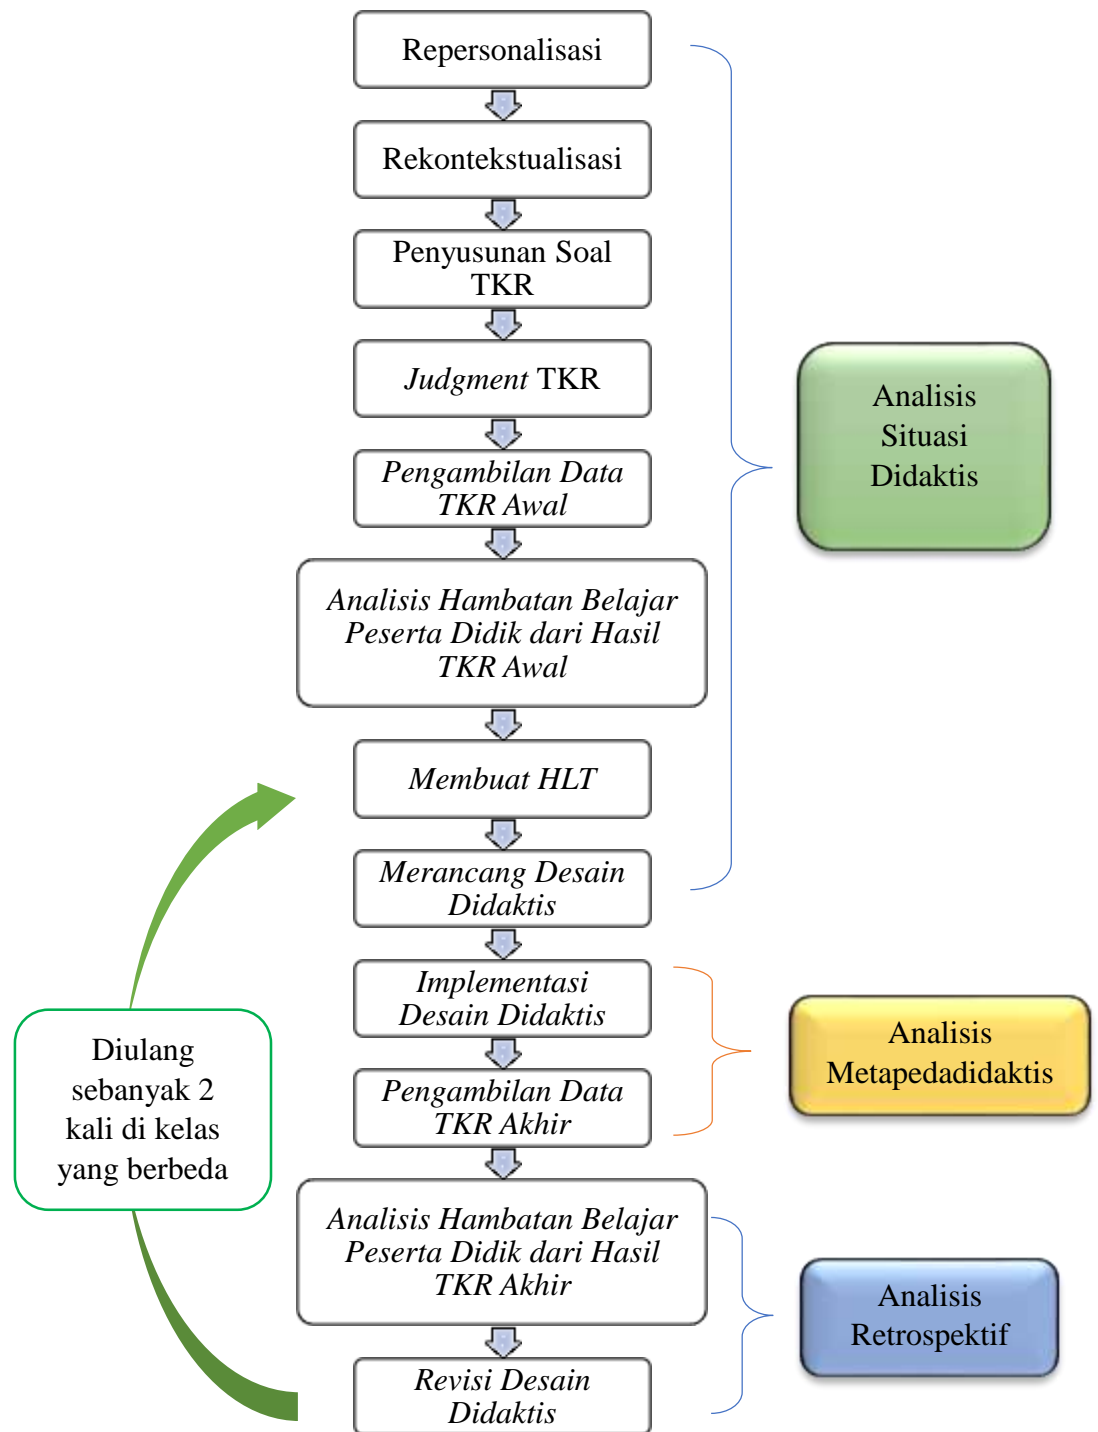 Repersonalisasi
Rekontekstualisasi
Penyusunan Soal
TKR
Judgment TKR
Pengambilan Data
TKR Awal
Analisis Hambatan Belajar
Peserta Didik dari Hasil
TKR Awal
Membuat HLT
Merancang Desain
Didaktis
Implementasi
Desain Didaktis
Pengambilan Data
TKR Akhir
Analisis Hambatan Belajar
Peserta Didik dari Hasil
TKR Akhir
Revisi Desain
Didaktis
Analisis
Situasi
Didaktis
Analisis
Metapedadidaktis
Analisis
Retrospektif
Diulang
sebanyak 2
kali di kelas
yang berbeda